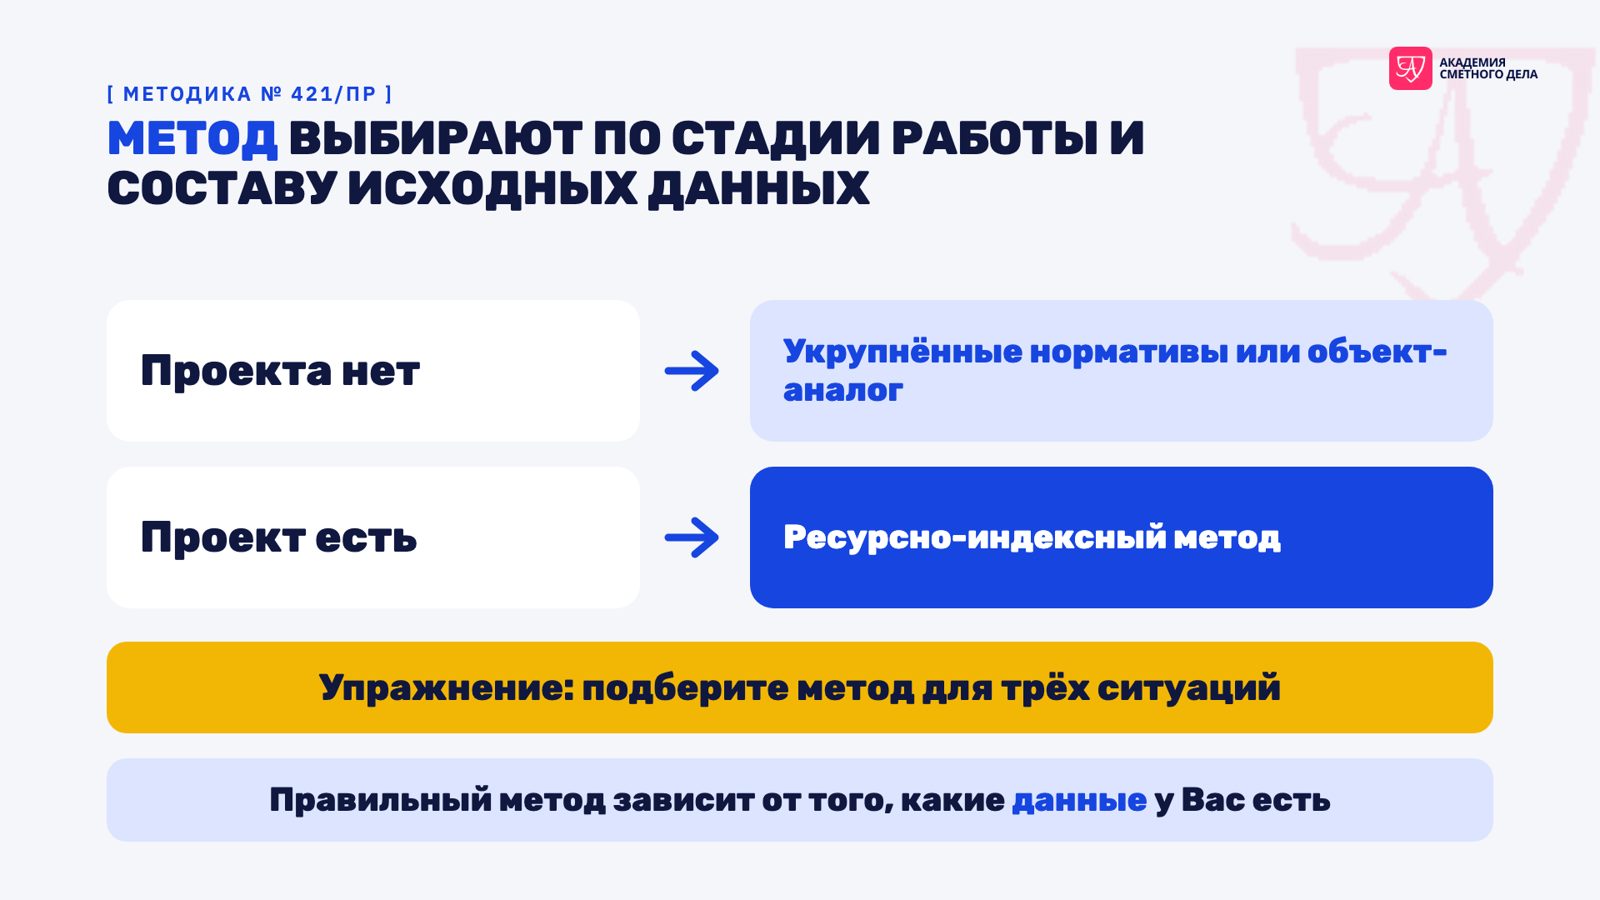 АКАДЕМИЯ
СМЕТНОГО ДЕЛА
[ МЕТОДИКА № 421/ПР ]
МЕТОД ВЫБИРАЮТ ПО СТАДИИ РАБОТЫ И
СОСТАВУ ИСХОДНЫХ ДАННЫХ
Проекта нет
Укрупнённые нормативы или объект-
аналог
Проект есть
Ресурсно-индексный метод
Упражнение: подберите метод для трёх ситуаций
Правильный метод зависит от того, какие данные у Вас есть